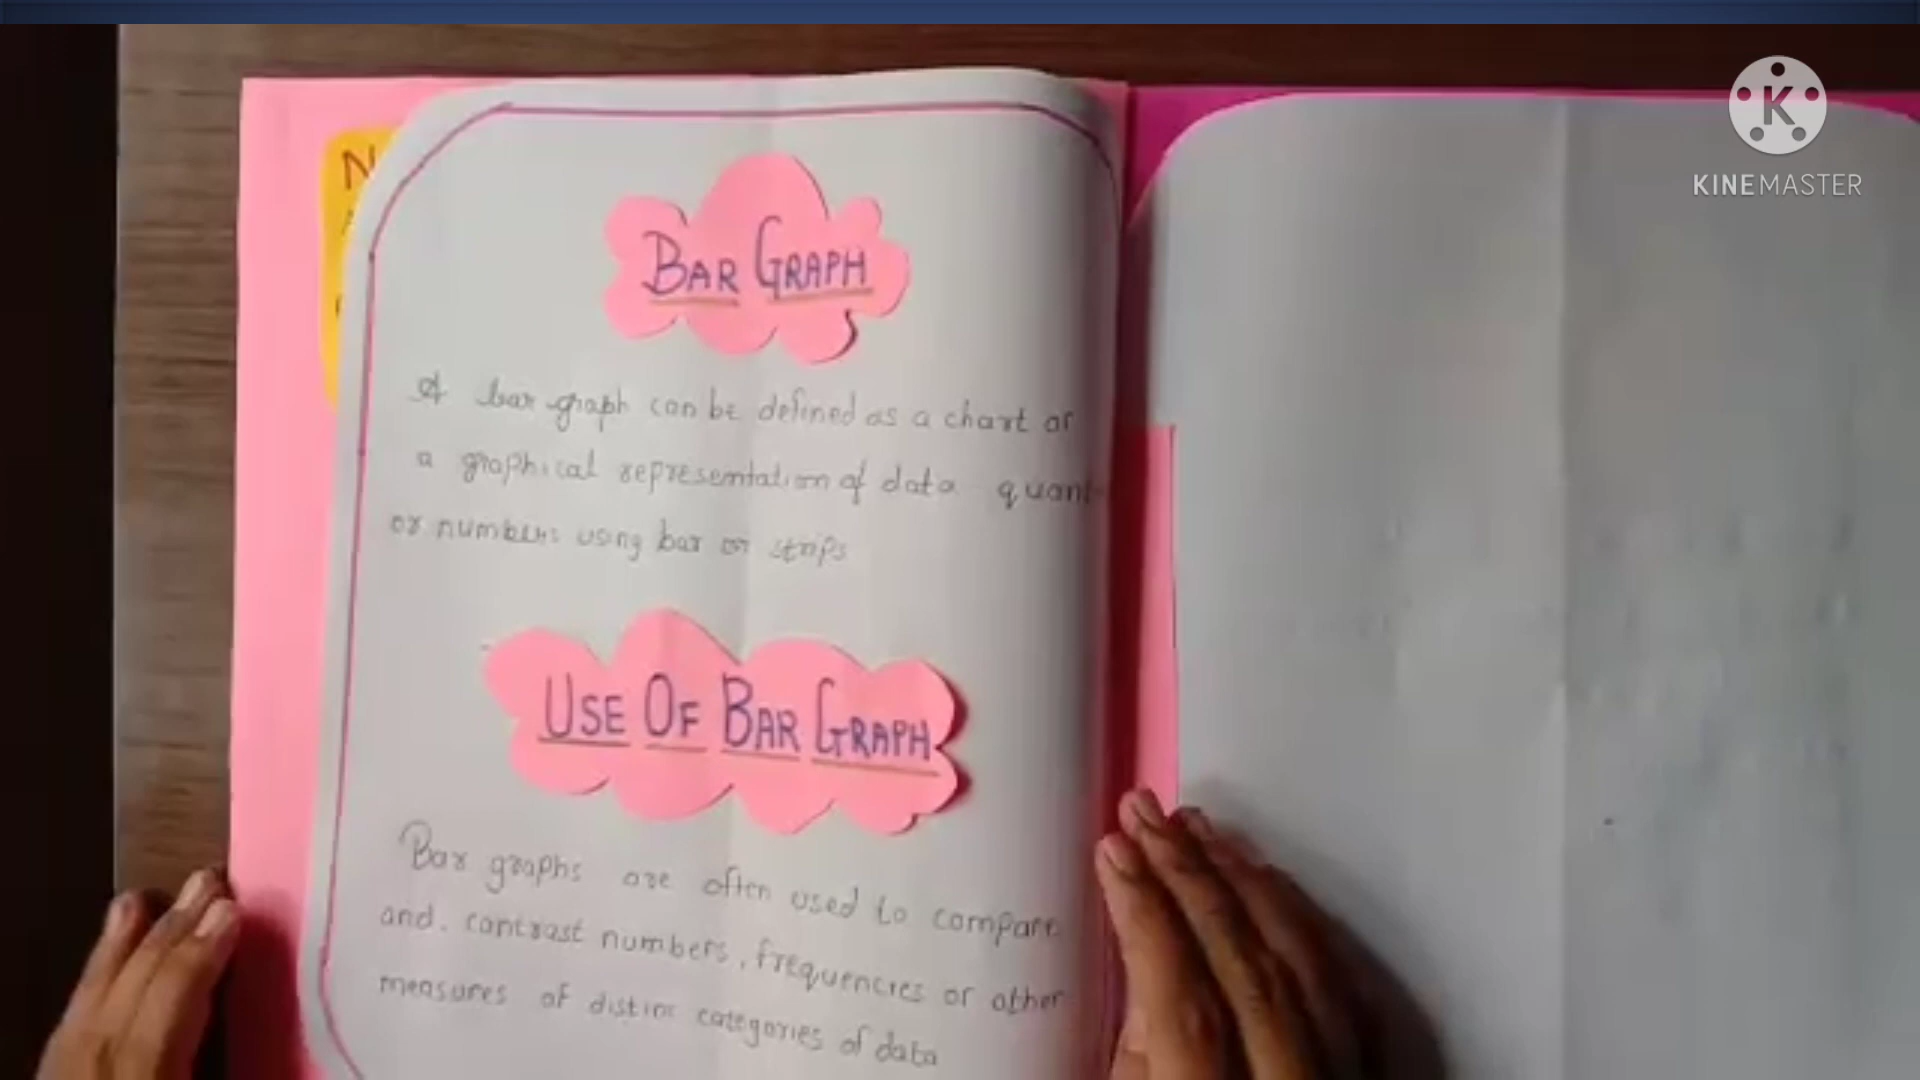 N
KINEMASTER
BAR GRAPH
A bar graph can be defined as a chart or
a graphical representation of data quant
or numbers using bar or strips
USE OF BAR GRAPH
Bar graphs are often used to compare
and. contrast numbers, frequencies or other
measures of distinc categories of data